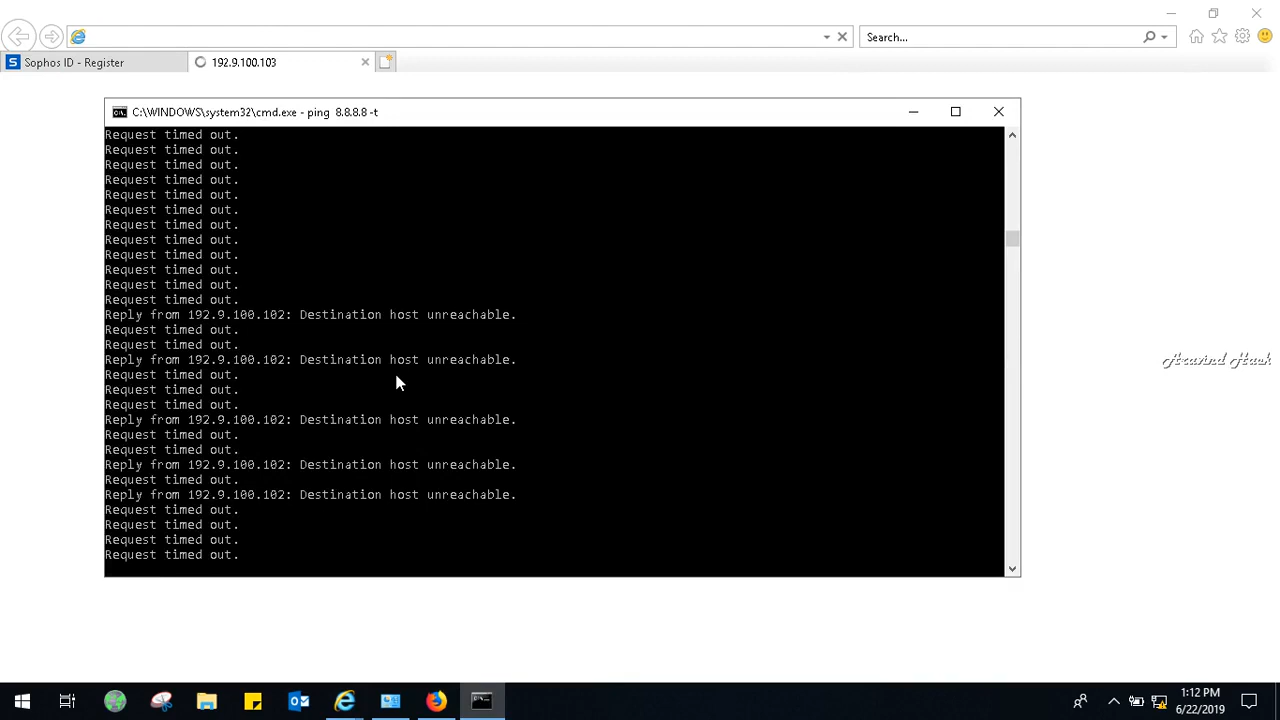 Search...
S Sophos ID - Register
192.9.100.103
C:\WINDOWS\system32\cmd.exe - ping  8.8.8.8 -t
Request timed out.
Request timed out.
Request timed out.
Request timed out.
Request timed out.
Request timed out.
Request timed out.
Request timed out.
Request timed out.
Request timed out.
Request timed out.
Request timed out.
Reply from 192.9.100.102: Destination host unreachable.
Request timed out.
Request timed out.
Reply from 192.9.100.102: Destination host unreachable.
Request timed out.
Request timed out.
Request timed out.
Reply from 192.9.100.102: Destination host unreachable.
Request timed out.
Request timed out.
Reply from 192.9.100.102: Destination host unreachable.
Request timed out.
Reply from 192.9.100.102: Destination host unreachable.
Request timed out.
Request timed out.
Request timed out.
Request timed out.
Aravind Hack
1:12 PM
6/22/2019